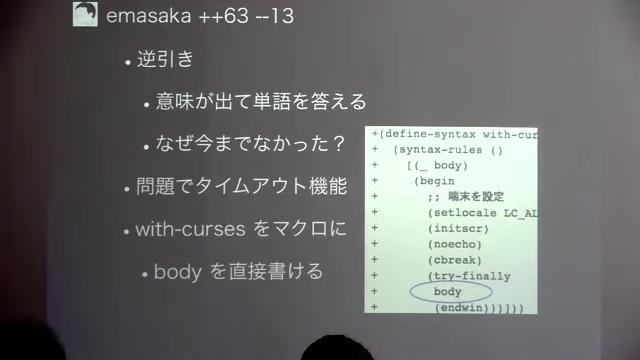 emasaka ++63 --13
• 逆引き
• 意味が出て単語を答える
• なぜ今までなかった？
• 問題でタイムアウト機能
• with-curses をマクロに
• body を直接書ける
+(define-syntax with-cur
+ (syntax-rules ()
+ [(_ body)
+ (begin
+ ;; 端末を設定
+ (setlocale LC_AL
+ (initscr)
+ (noecho)
+ (cbreak)
+ (try-finally
+ body
+ (endwin)))]))